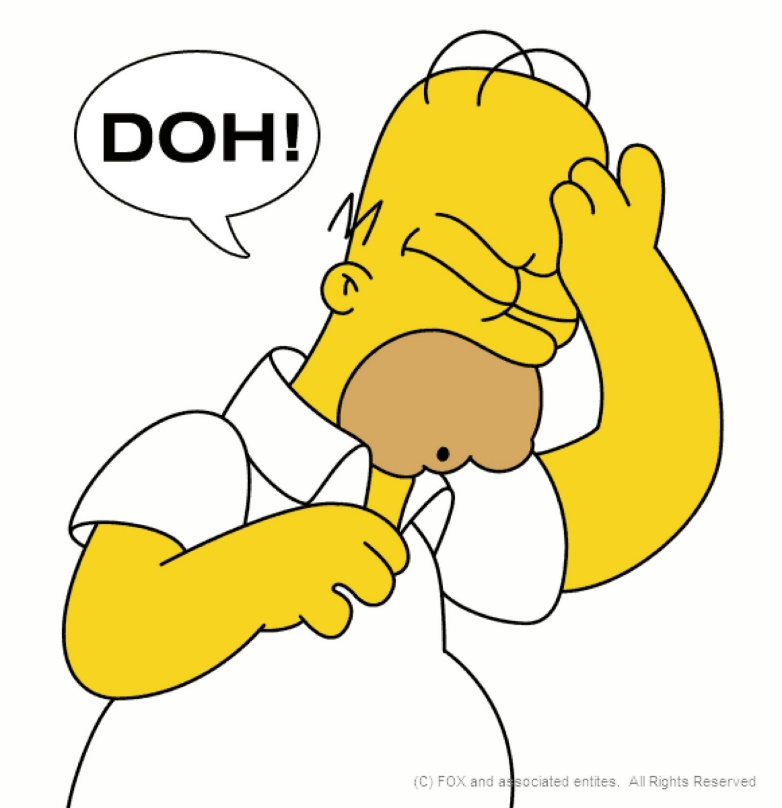 DOH!
(C) FOX and associated entites. All Rights Reserved